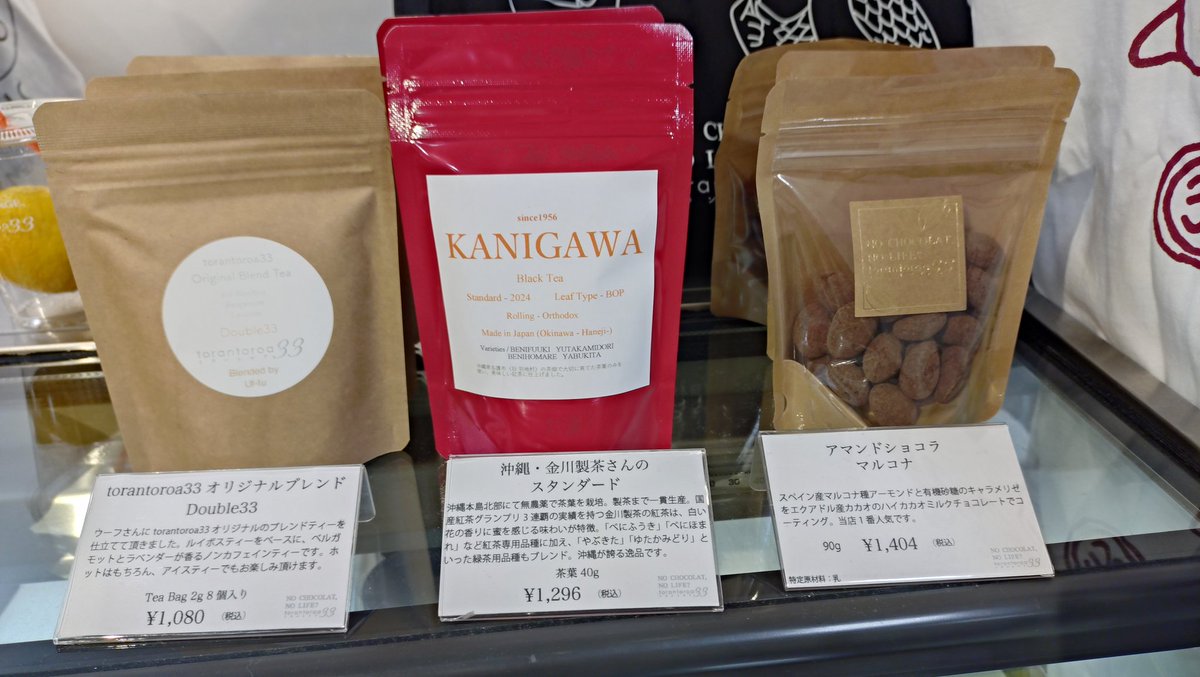 torantoroa33
Original Blend Tea
Bergamotte
Double33
torantoroa33
Blended by
Uf-fu
since1956
KANIGAWA
Black Tea
Standard - 2024 Leaf Type - BOP
Rolling - Orthodox
Made in Japan (Okinawa - Haneji-)
Varieties / BENIFUUKI YUTAKAMIDORI
BENIHOMARE YABUKITA
NO CHOCOLAT,
NO LIFE?
torantoroa33 オリジナルブレンド
Double33
ウーフさんに torantoroa33 オリジナルのブレンドティーを
仕立てて頂きました。ルイボスティーをベースに、ベルガ
モットとラベンダーが香るノンカフェインティーです。ホ
ットはもちろん、アイスティーでもお楽しみ頂けます。
Tea Bag 2g 8 個入り
¥1,080 (税込)
NO CHOCOLAT,
NO LIFE?
torantoroa33
沖縄・金川製茶さんの
スタンダード
沖縄本島北部にて無農薬で茶葉を栽培。製茶まで一貫生産。国
産紅茶グランプリ 3 連覇の実績を持つ金川製茶の紅茶は、白い
花の香りに蜜を感じる味わいが特徴。「べにふうき」「べにほま
れ」など紅茶専用品種に加え、「やぶきた」「ゆたかみどり」と
いった緑茶用品種もブレンド。沖縄が誇る逸品です。
茶葉 40g
¥1,296 (税込)
NO CHOCOLAT,
NO LIFE?
torantoroa33
アマンドショコラ
マルコナ
スペイン産マルコナ種アーモンドと有機砂糖のキャラメリゼ
をエクアドル産カカオのハイカカオミルクチョコレートでコ
ーティング。当店 1 番人気です。
90g ¥1,404 (税込)
特定原材料：乳
NO CHOCOLAT,
NO LIFE?
torantoroa33